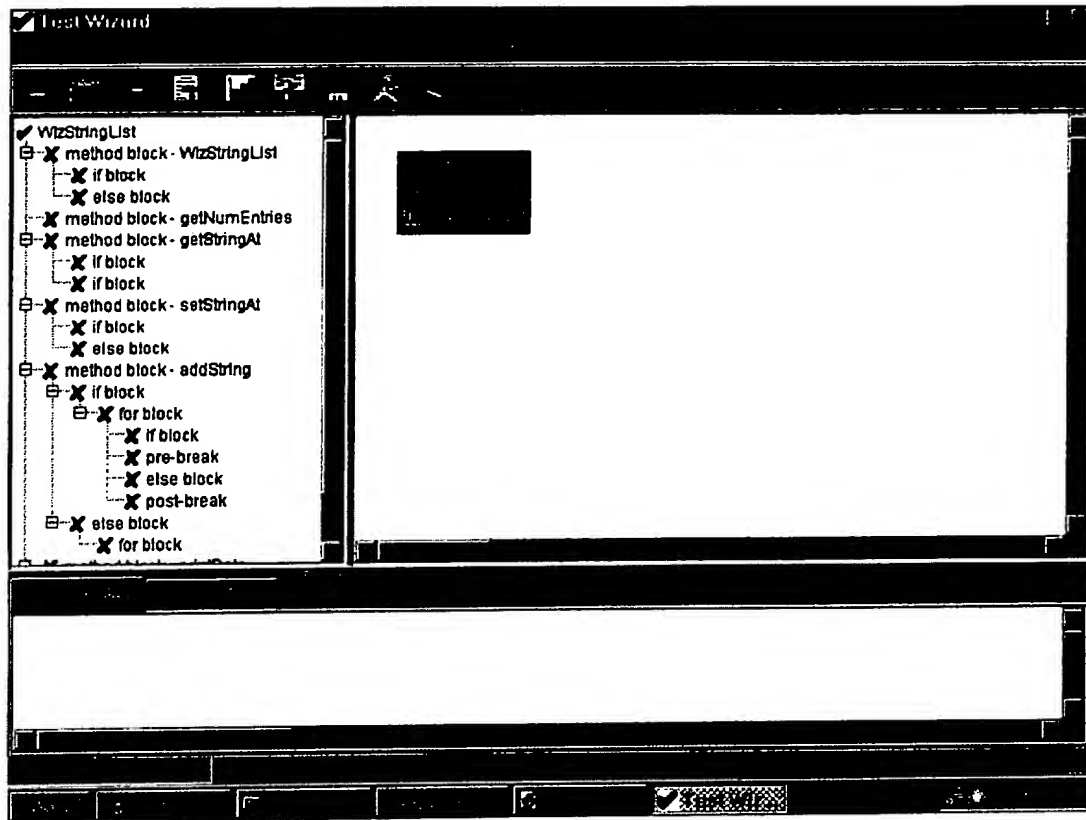 Test Wizard
WizStringList
method block - WizStringList
if block
else block
method block - getNumEntries
method block - getStringAt
if block
if block
method block - setStringAt
if block
else block
method block - addString
if block
for block
if block
pre-break
else block
post-break
else block
for block